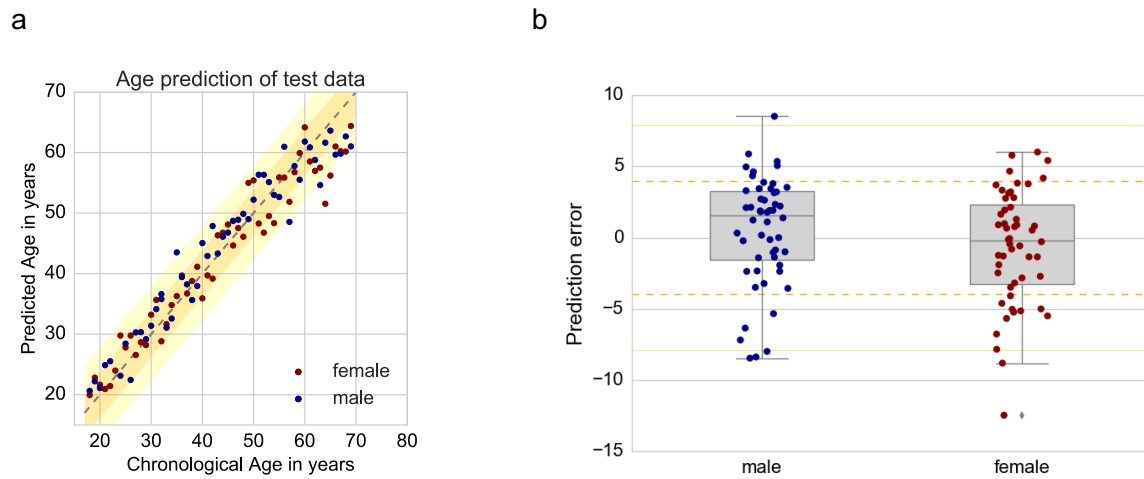 a
b
Age prediction of test data
Predicted Age in years
70
60
50
40
30
20
female
male
20 30 40 50 60 70 80
Chronological Age in years
Prediction error
10
5
0
−5
−10
−15
male female